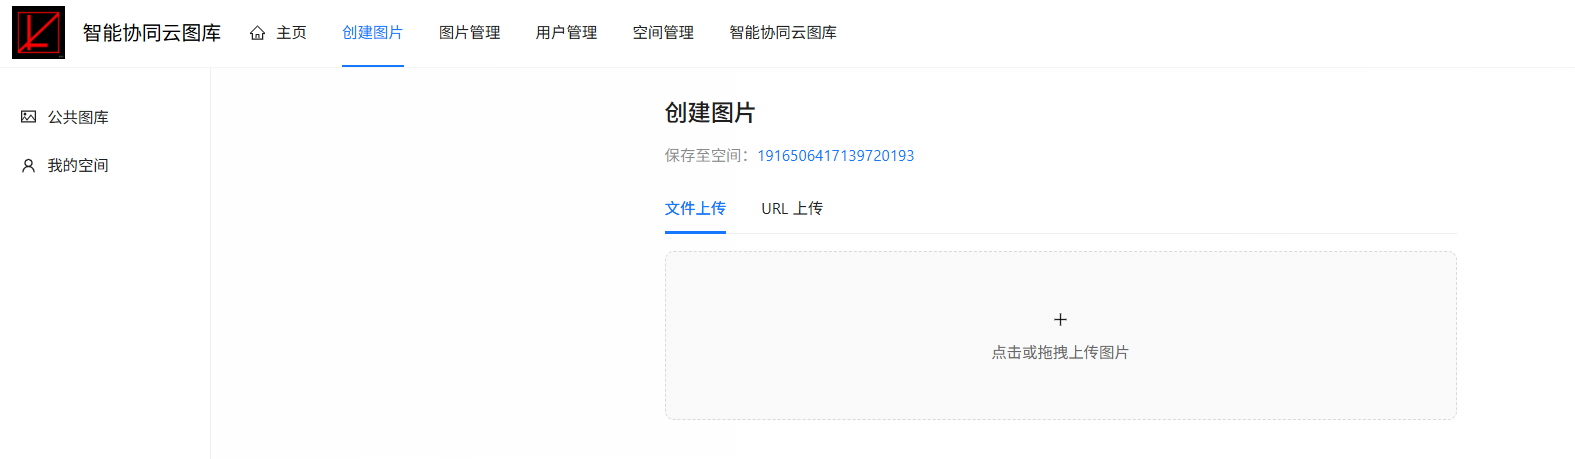 智能协同云图库 主页 创建图片 图片管理 用户管理 空间管理 智能协同云图库
公共图库
我的空间
创建图片
保存至空间：1916506417139720193
文件上传 URL 上传
点击或拖拽上传图片